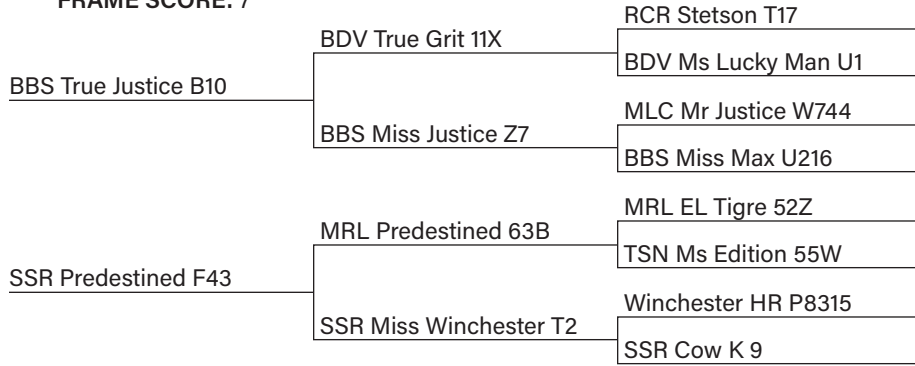 FRAME SCORE: 7
RCR Stetson T17
BDV True Grit 11X
BDV Ms Lucky Man U1
BBS True Justice B10
MLC Mr Justice W744
BBS Miss Justice Z7
BBS Miss Max U216
MRL EL Tigre 52Z
MRL Predestined 63B
TSN Ms Edition 55W
SSR Predestined F43
Winchester HR P8315
SSR Miss Winchester T2
SSR Cow K 9